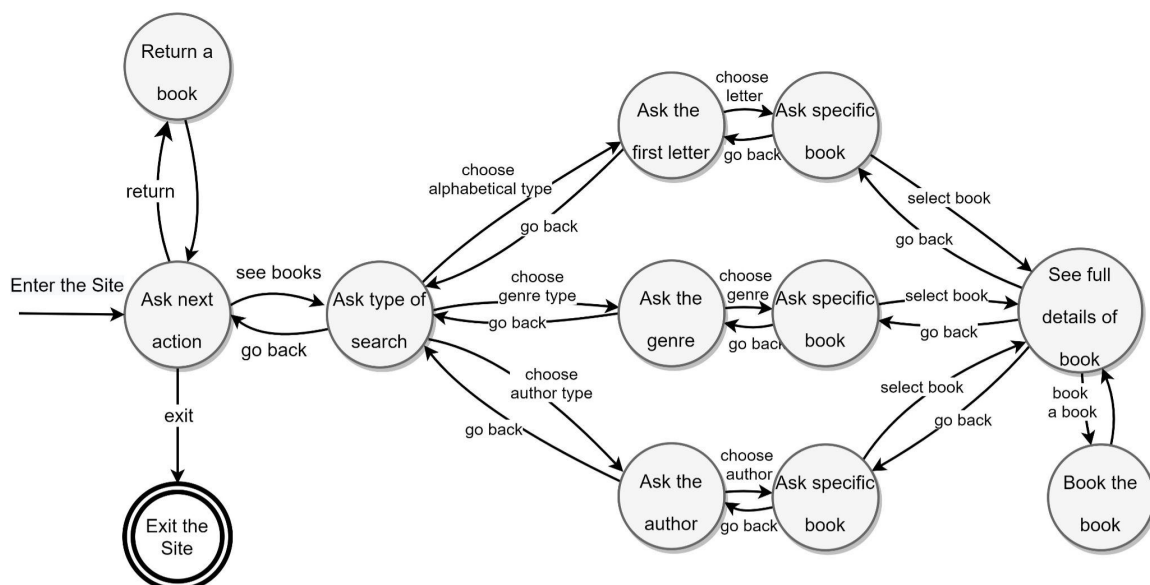 Return a
book
return
Enter the Site
Ask next
action
see books
go back
exit
Exit the
Site
Ask type of
search
choose
alphabetical type
go back
choose
genre type
go back
choose
author type
go back
Ask the
first letter
choose
letter
go back
Ask specific
book
select book
go back
Ask the
genre
choose
genre
go back
Ask specific
book
select book
go back
Ask the
author
choose
author
go back
Ask specific
book
select book
go back
See full
details of
book
book
a book
Book the
book